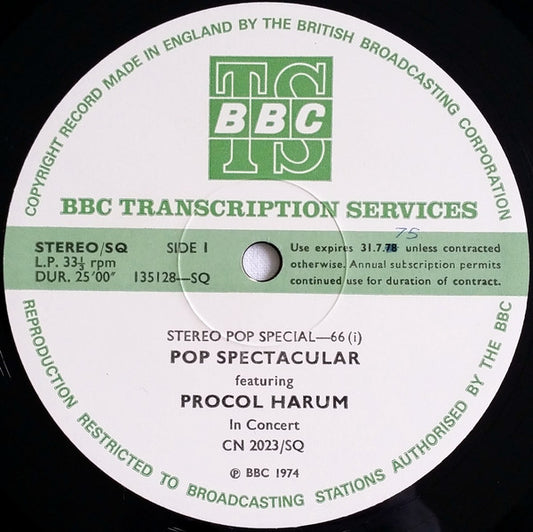 COPYRIGHT RECORD MADE IN ENGLAND BY THE BRITISH BROADCASTING CORPORATION
TS
BBC
BBC TRANSCRIPTION SERVICES
STEREO/SQ SIDE 1
L.P. 33⅓ rpm
DUR. 25'00" 135128—SQ
75
Use expires 31.7.78 unless contracted
otherwise. Annual subscription permits
continued use for duration of contract.
STEREO POP SPECIAL—66 (i)
POP SPECTACULAR
featuring
PROCOL HARUM
In Concert
CN 2023/SQ
℗ BBC 1974
REPRODUCTION RESTRICTED TO BROADCASTING STATIONS AUTHORISED BY THE BBC